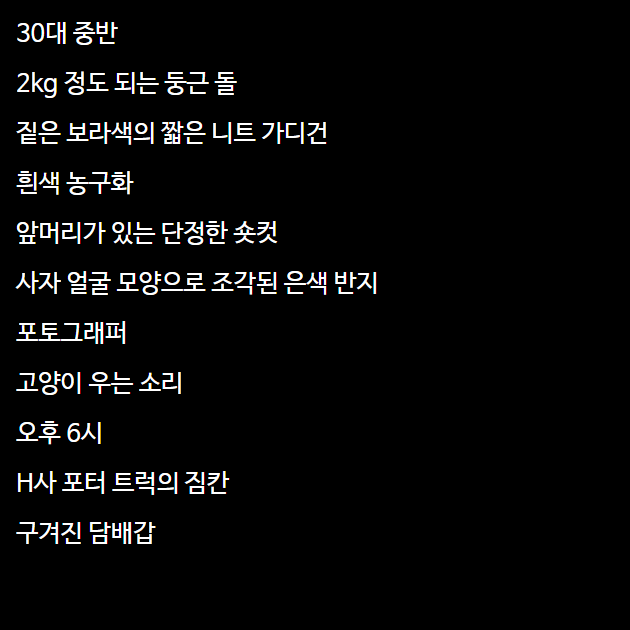 30대 중반
2kg 정도 되는 둥근 돌
짙은 보라색의 짧은 니트 가디건
흰색 농구화
앞머리가 있는 단정한 숏컷
사자 얼굴 모양으로 조각된 은색 반지
포토그래퍼
고양이 우는 소리
오후 6시
H사 포터 트럭의 짐칸
구겨진 담배갑